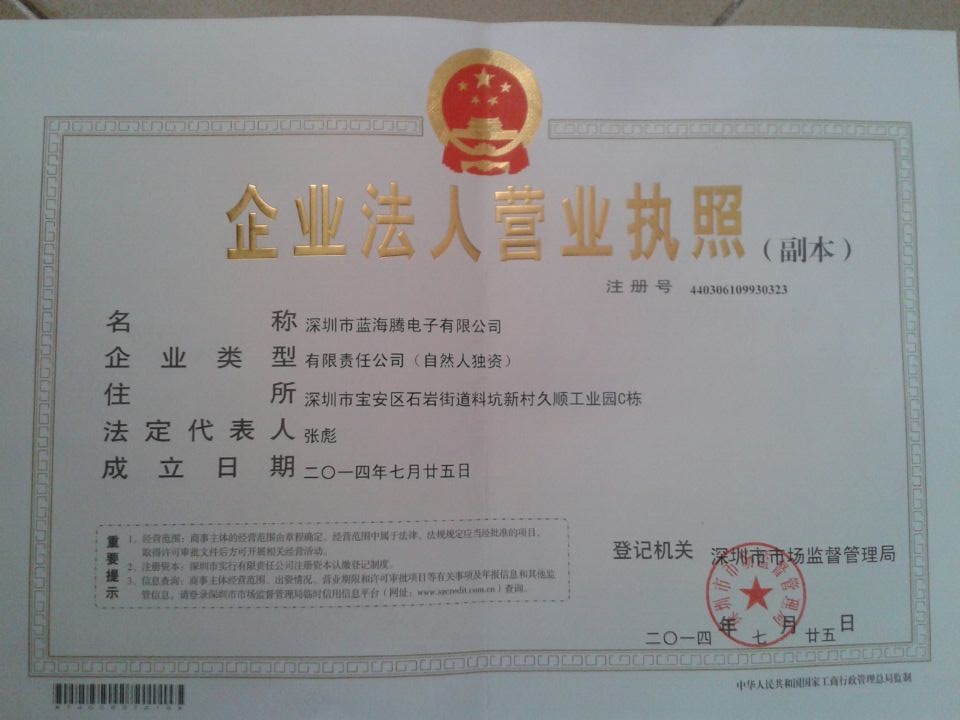 企业法人营业执照
（副本）
注册号 440306109930323
名称 深圳市蓝海腾电子有限公司
企业类型 有限责任公司（自然人独资）
住所 深圳市宝安区石岩街道料坑新村久顺工业园C栋
法定代表人 张彪
成立日期 二〇一四年七月廿五日
重要提示
1、经营范围：商事主体的经营范围由章程确定。经营范围中属于法律、法规规定应当经批准的项目，
取得许可审批文件后方可开展相关经营活动。
2、注册资本：深圳市实行有限责任公司注册资本认缴登记制度。
3、信息查询：商事主体经营范围、出资情况、营业期限和许可审批项目等有关事项及年报信息和其他监
管信息，请登录深圳市市场监督管理局临时信用信息平台（网址：www.szcredit.com.cn）查询。
登记机关 深圳市市场监督管理局
深圳市市场监督管理局
二〇一四年七月廿五日
中华人民共和国国家工商行政管理总局监制